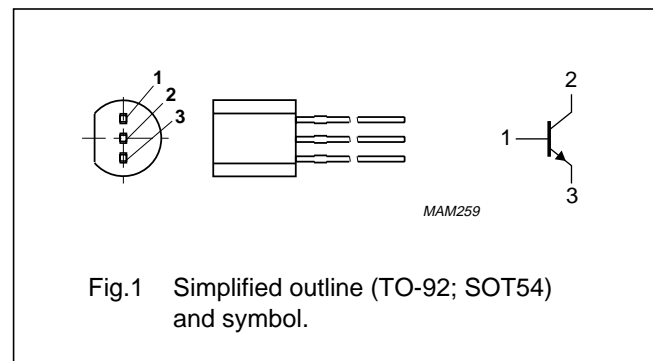 1
2
3
MAM259
1
2
3
Fig.1 Simplified outline (TO-92; SOT54)
and symbol.